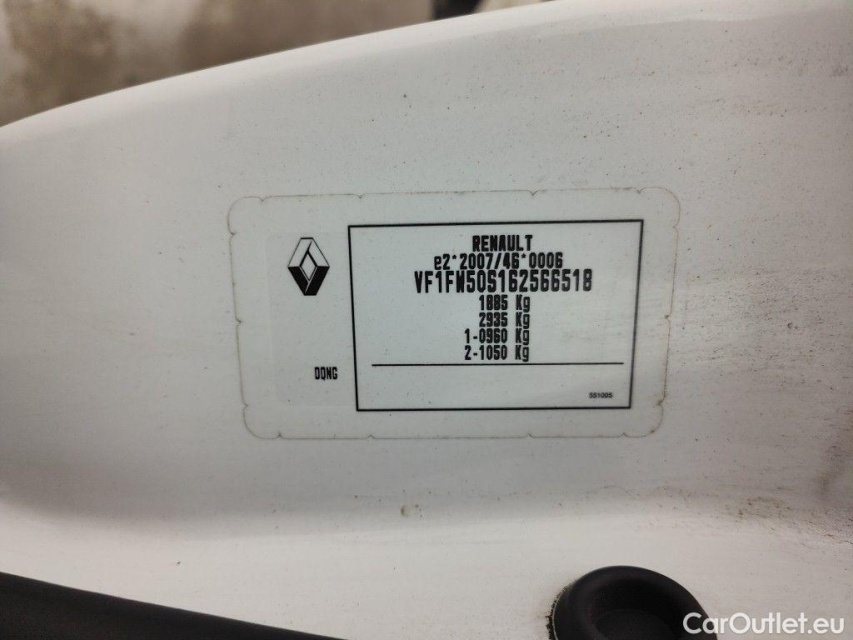 RENAULT
e2*2007/46*0006
VF1FW50S162566518
1885 Kg
2935 Kg
1-0960 Kg
2-1050 Kg
DQNG
551005
CarOutlet.eu